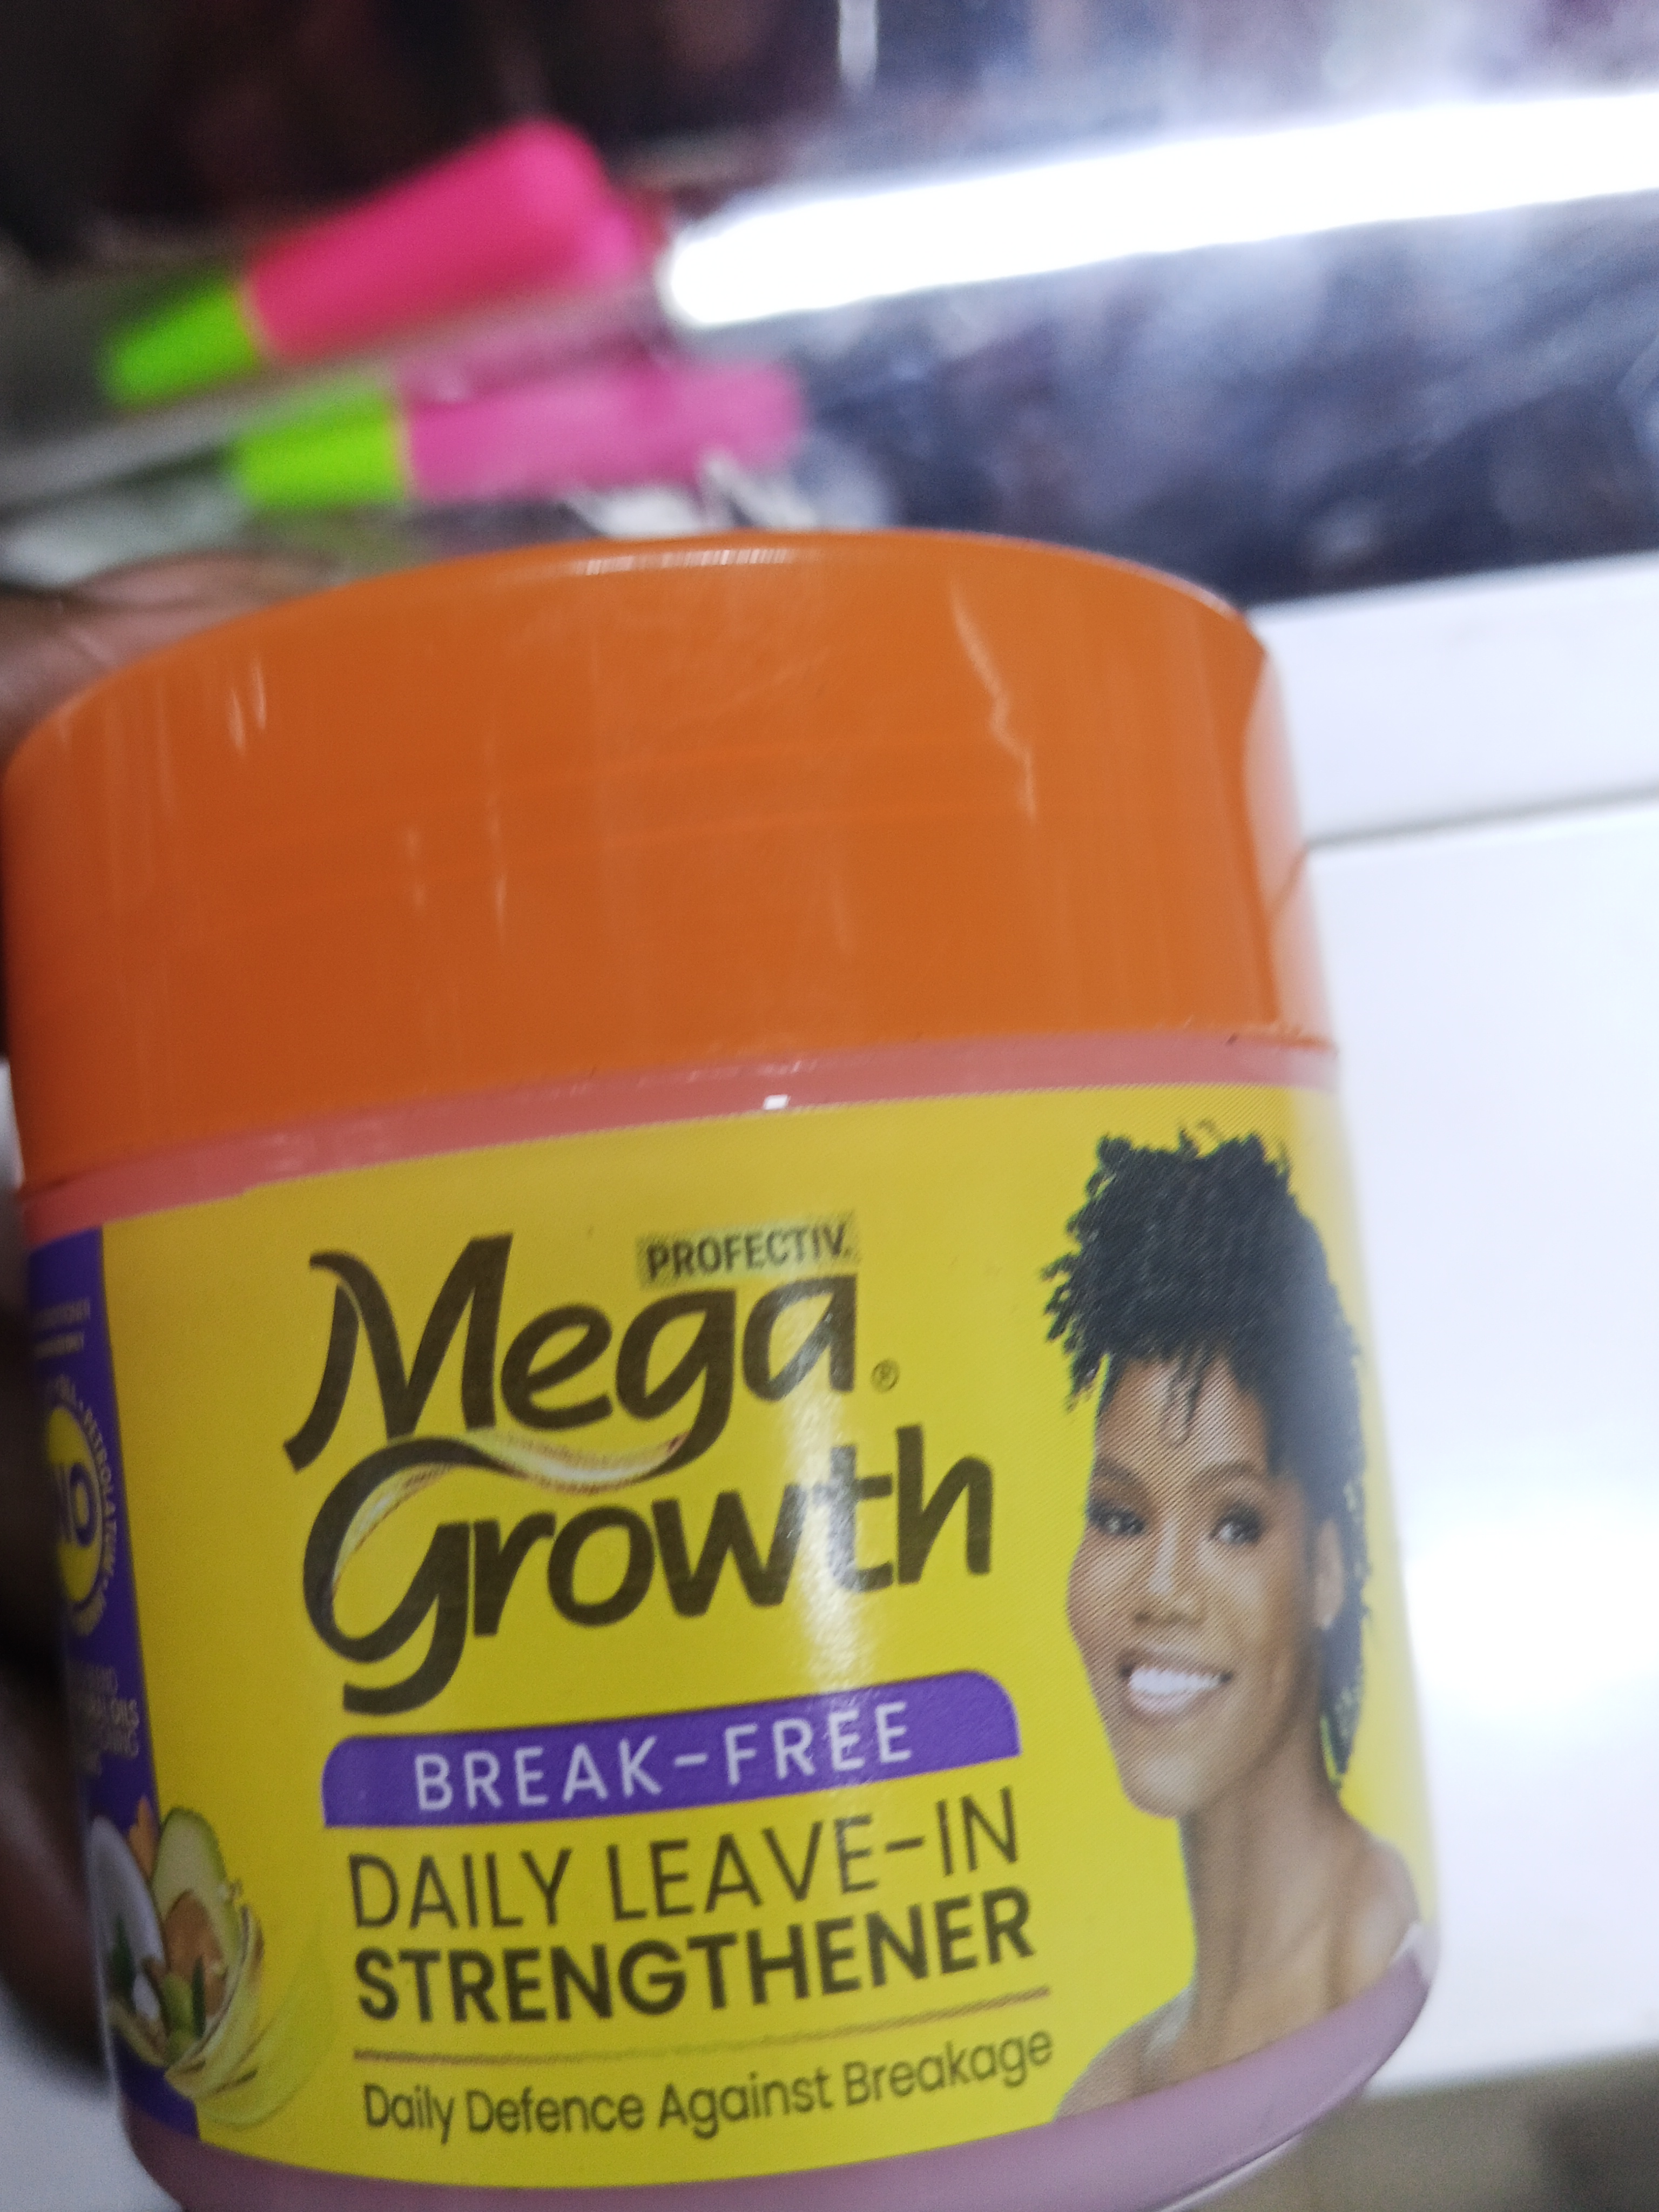 PROFECTIV.
Mega®
Growth
BREAK-FREE
DAILY LEAVE-IN
STRENGTHENER
Daily Defence Against Breakage